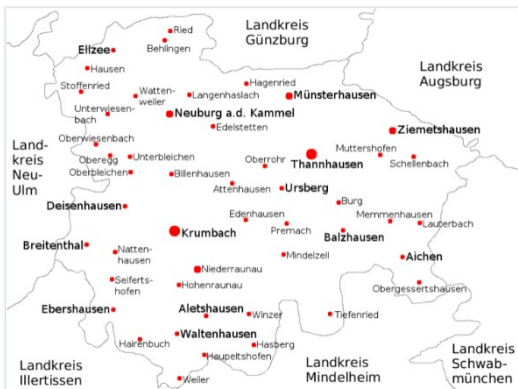 Landkreis
Günzburg
Landkreis
Augsburg
Land-
kreis
Neu-
Ulm
Landkreis
Illertissen
Landkreis
Mindelheim
Landkreis
Schwab-
münchen
Ried
Behlingen
Ellzee
Hausen
Stoffenried
Watten-
weiler
Langenhaslach
Hagenried
Münsterhausen
Unterwiesen-
bach
Neuburg a.d. Kammel
Edelstetten
Ziemetshausen
Oberwiesenbach
Oberegg
Unterbleichen
Oberbleichen
Billenhausen
Oberrohr
Thannhausen
Muttershofen
Schellenbach
Attenhausen
Ursberg
Deisenhausen
Burg
Edenhausen
Premach
Memmenhausen
Lauterbach
Krumbach
Balzhausen
Breitenthal
Natten-
hausen
Mindelzell
Aichen
Niederraunau
Seiferts-
hofen
Hohenraunau
Obergessertshausen
Ebershausen
Aletshausen
Winzer
Tiefenried
Waltenhausen
Hairenbuch
Hasberg
Haupeltshofen
Weiler